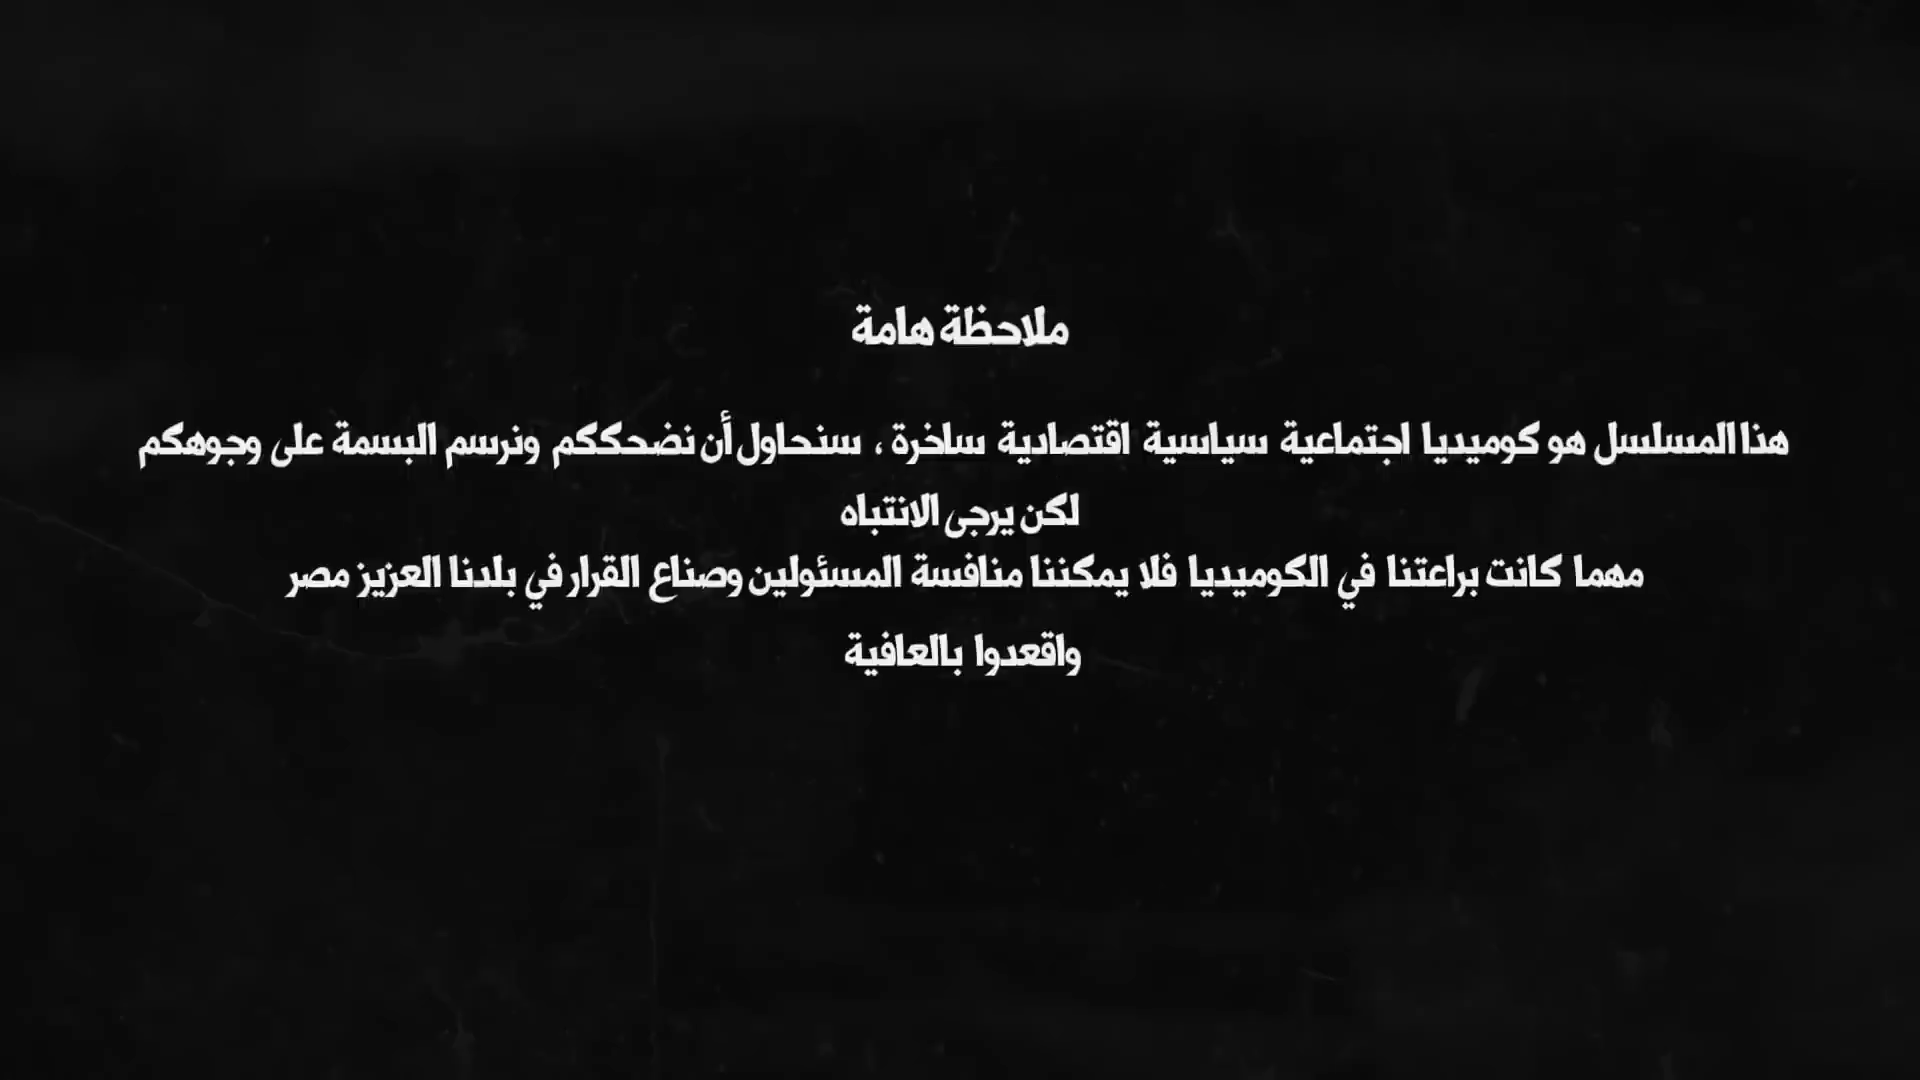 ملاحظة هامة
هذا المسلسل هو كوميديا اجتماعية سياسية اقتصادية ساخرة ، سنحاول أن نضحككم ونرسم البسمة على وجوهكم
لكن يرجى الانتباه
مهما كانت براعتنا في الكوميديا فلا يمكننا منافسة المسئولين وصناع القرار في بلدنا العزيز مصر
واقعدوا بالعافية